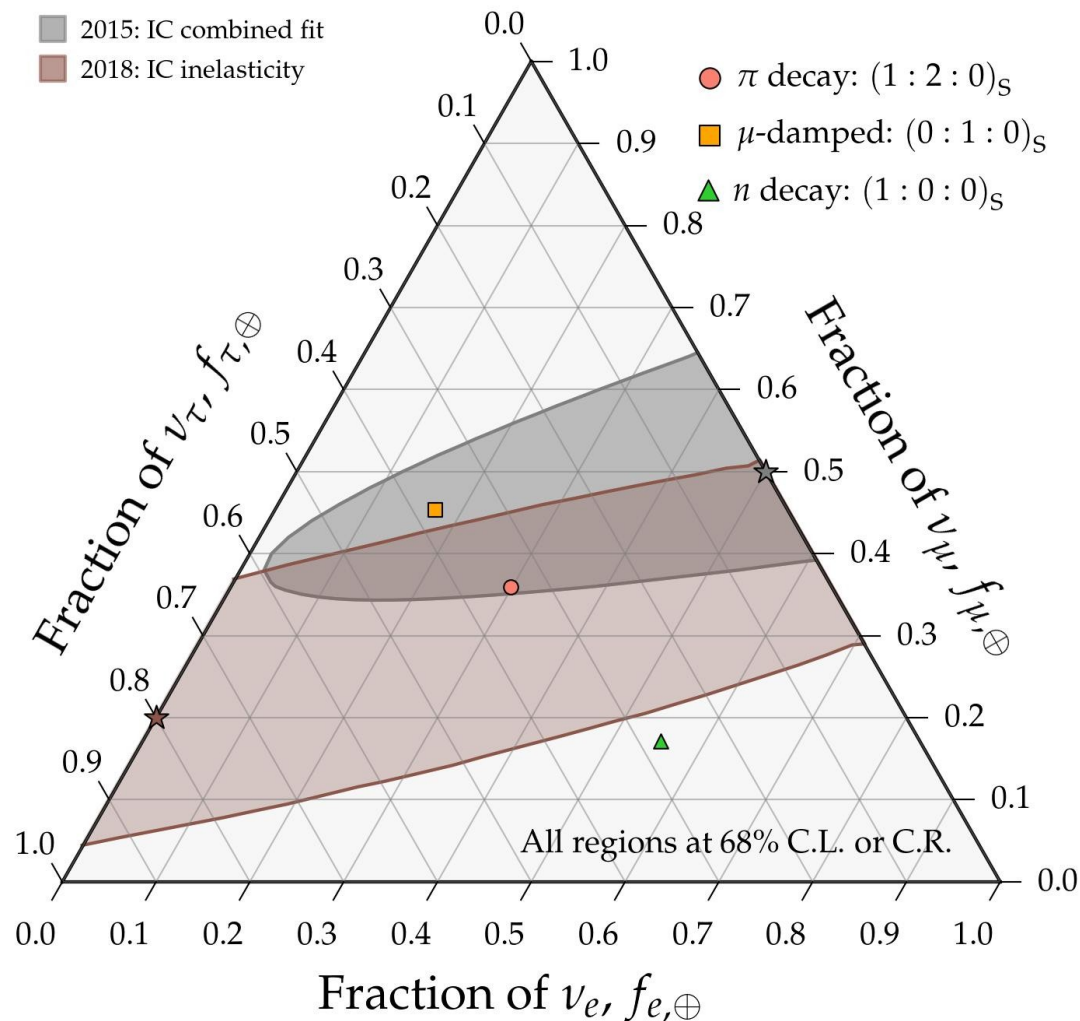 2015: IC combined fit
2018: IC inelasticity
π decay: (1 : 2 : 0)S
μ-damped: (0 : 1 : 0)S
n decay: (1 : 0 : 0)S
0.0
0.1
0.2
0.3
0.4
0.5
0.6
0.7
0.8
0.9
1.0
Fraction of ντ, fτ,⊕
1.0
0.9
0.8
0.7
0.6
0.5
0.4
0.3
0.2
0.1
0.0
Fraction of νμ, fμ,⊕
All regions at 68% C.L. or C.R.
0.0 0.1 0.2 0.3 0.4 0.5 0.6 0.7 0.8 0.9 1.0
Fraction of νe, fe,⊕